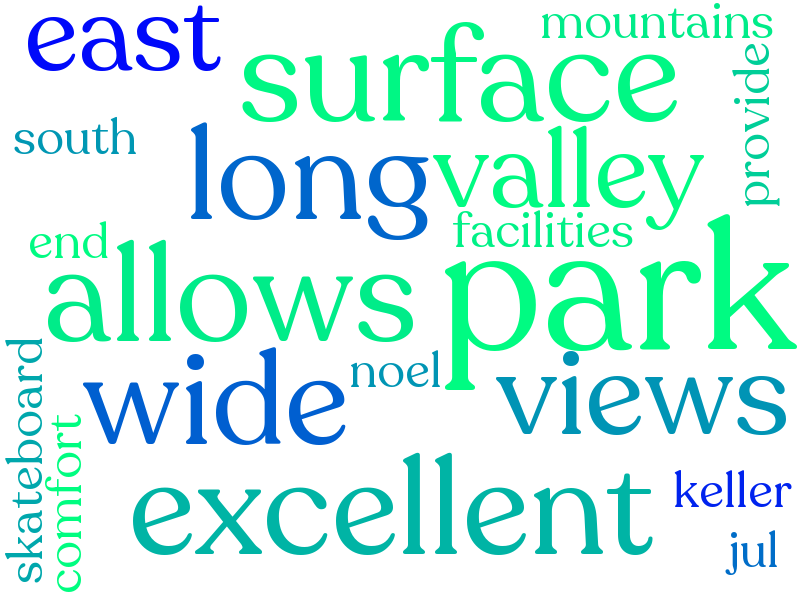 east
mountains
surface
provide
south
long
valley
facilities
end
allows
park
noel
wide
views
skateboard
comfort
excellent
keller
jul